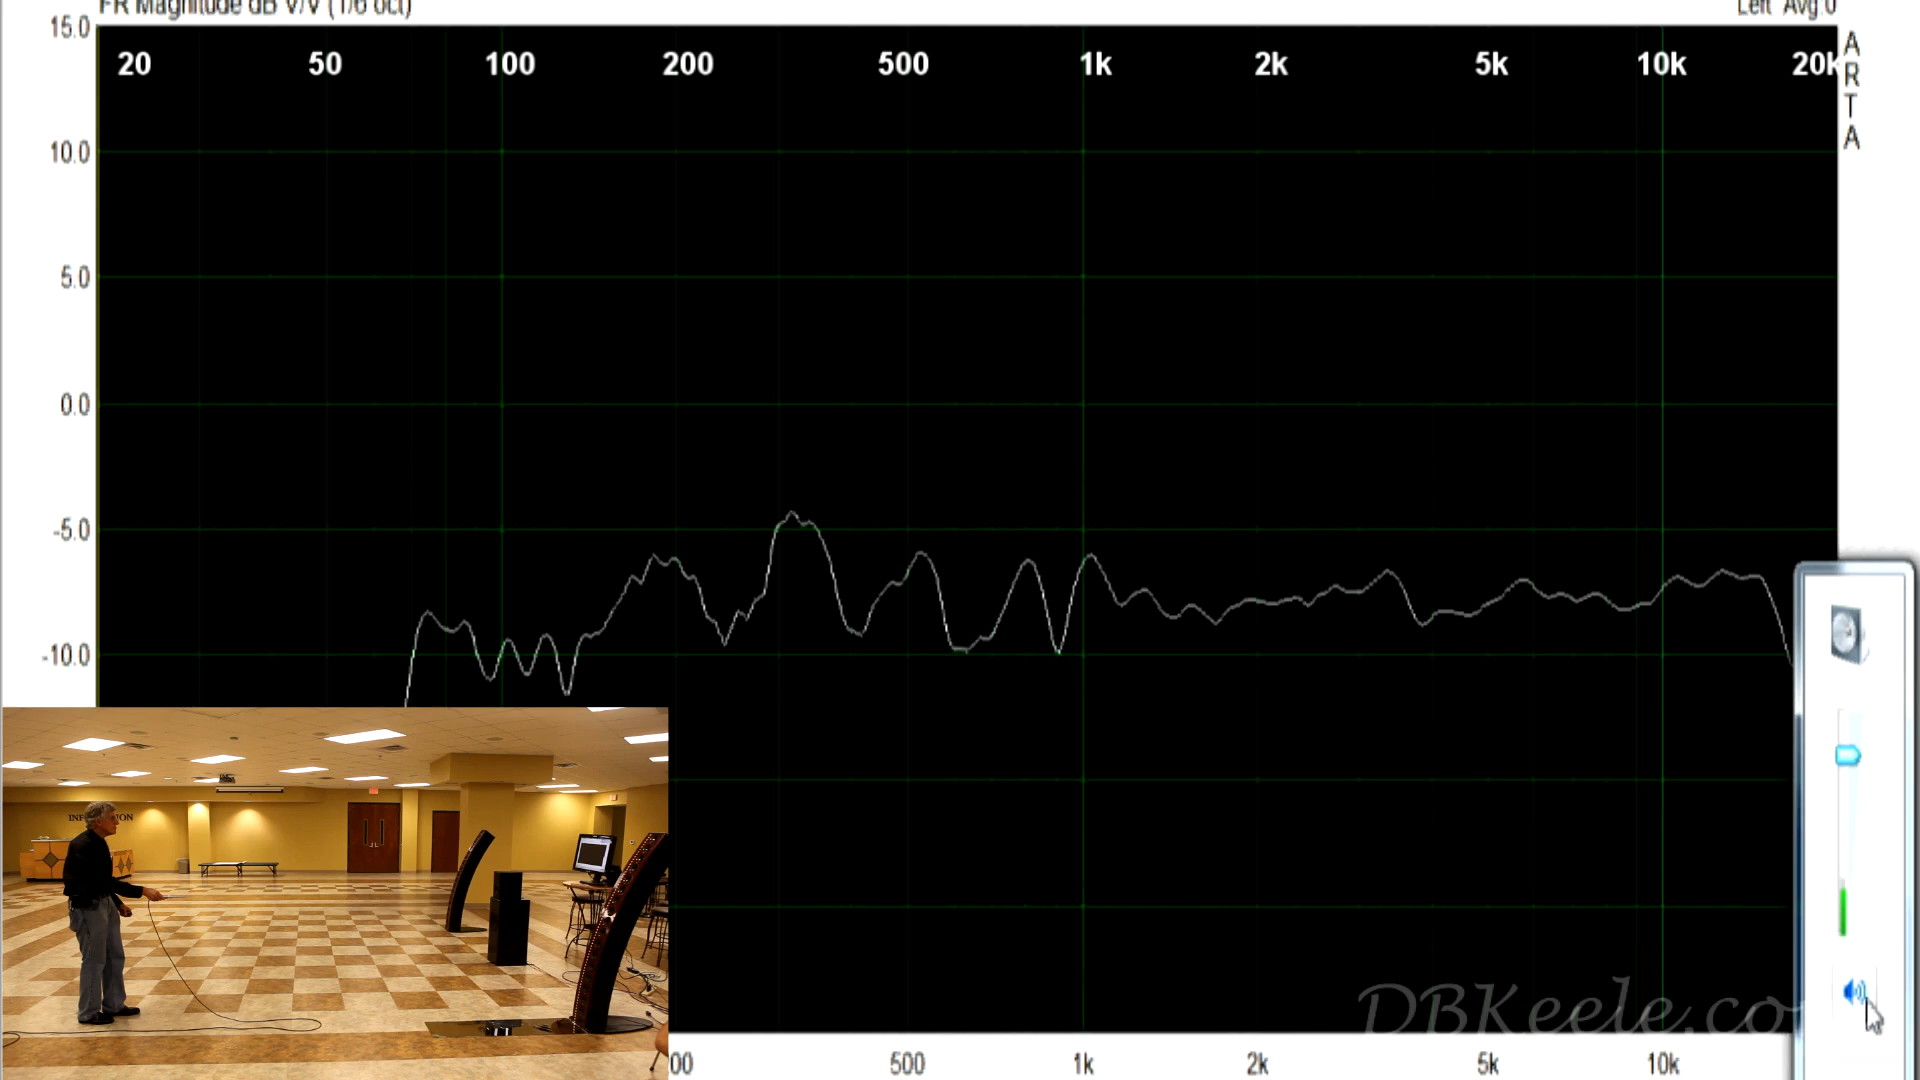 FR Magnitude dB V/V (1/6 oct)
Left Avg 0
15.0
20 50 100 200 500 1k 2k 5k 10k 20k
A
R
T
A
10.0
5.0
0.0
-5.0
-10.0
DBKeele.co
00 500 1k 2k 5k 10k